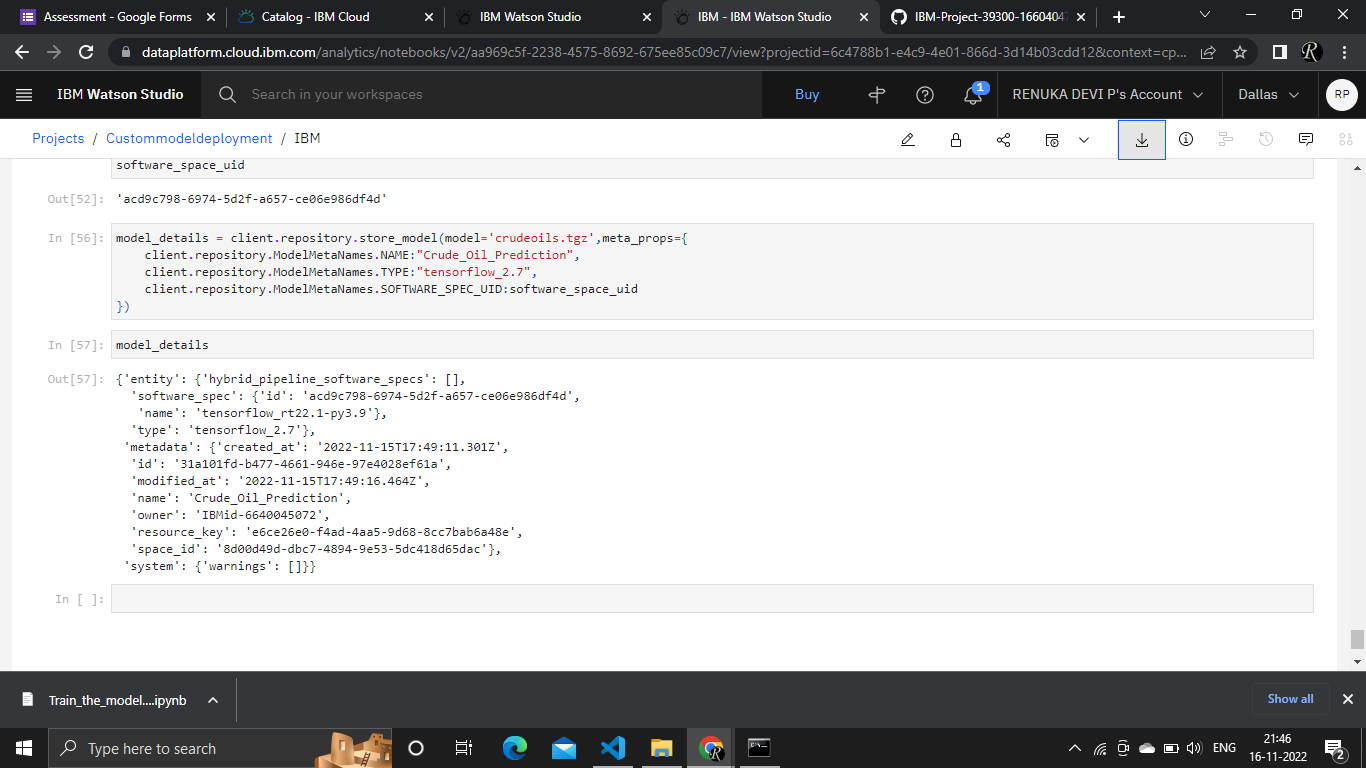 Assessment - Google Forms
Catalog - IBM Cloud
IBM Watson Studio
IBM - IBM Watson Studio
IBM-Project-39300-1660404
dataplatform.cloud.ibm.com/analytics/notebooks/v2/aa969c5f-2238-4575-8692-675ee85c09c7/view?projectid=6c4788b1-e4c9-4e01-866d-3d14b03cdd12&context=cp...
IBM Watson Studio
Search in your workspaces
Buy
1
RENUKA DEVI P's Account
Dallas
RP
Projects / Custommodeldeployment / IBM
software_space_uid
Out[52]: 'acd9c798-6974-5d2f-a657-ce06e986df4d'
In [56]: model_details = client.repository.store_model(model='crudeoils.tgz',meta_props={
client.repository.ModelMetaNames.NAME:"Crude_Oil_Prediction",
client.repository.ModelMetaNames.TYPE:"tensorflow_2.7",
client.repository.ModelMetaNames.SOFTWARE_SPEC_UID:software_space_uid
})
In [57]: model_details
Out[57]: {'entity': {'hybrid_pipeline_software_specs': [],
'software_spec': {'id': 'acd9c798-6974-5d2f-a657-ce06e986df4d',
'name': 'tensorflow_rt22.1-py3.9'},
'type': 'tensorflow_2.7'},
'metadata': {'created_at': '2022-11-15T17:49:11.301Z',
'id': '31a101fd-b477-4661-946e-97e4028ef61a',
'modified_at': '2022-11-15T17:49:16.464Z',
'name': 'Crude_Oil_Prediction',
'owner': 'IBMid-6640045072',
'resource_key': 'e6ce26e0-f4ad-4aa5-9d68-8cc7bab6a48e',
'space_id': '8d00d49d-dbc7-4894-9e53-5dc418d65dac'},
'system': {'warnings': []}}
In [ ]:
Train_the_model....ipynb
Show all
Type here to search
ENG
21:46
16-11-2022
2